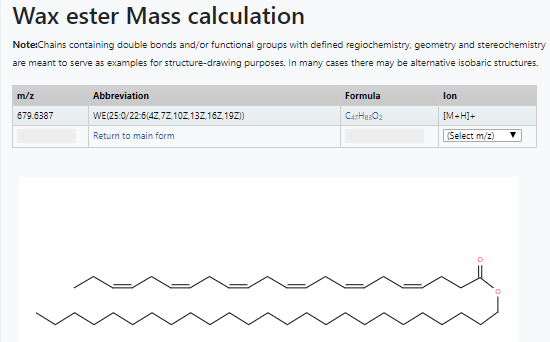 Wax ester Mass calculation
Note:Chains containing double bonds and/or functional groups with defined regiochemistry, geometry and stereochemistry
are meant to serve as examples for structure-drawing purposes. In many cases there may be alternative isobaric structures.
m/z Abbreviation Formula Ion
679.6387 WE(25:0/22:6(4Z,7Z,10Z,13Z,16Z,19Z)) C47H83O2 [M+H]+
Return to main form (Select m/z)
O
O